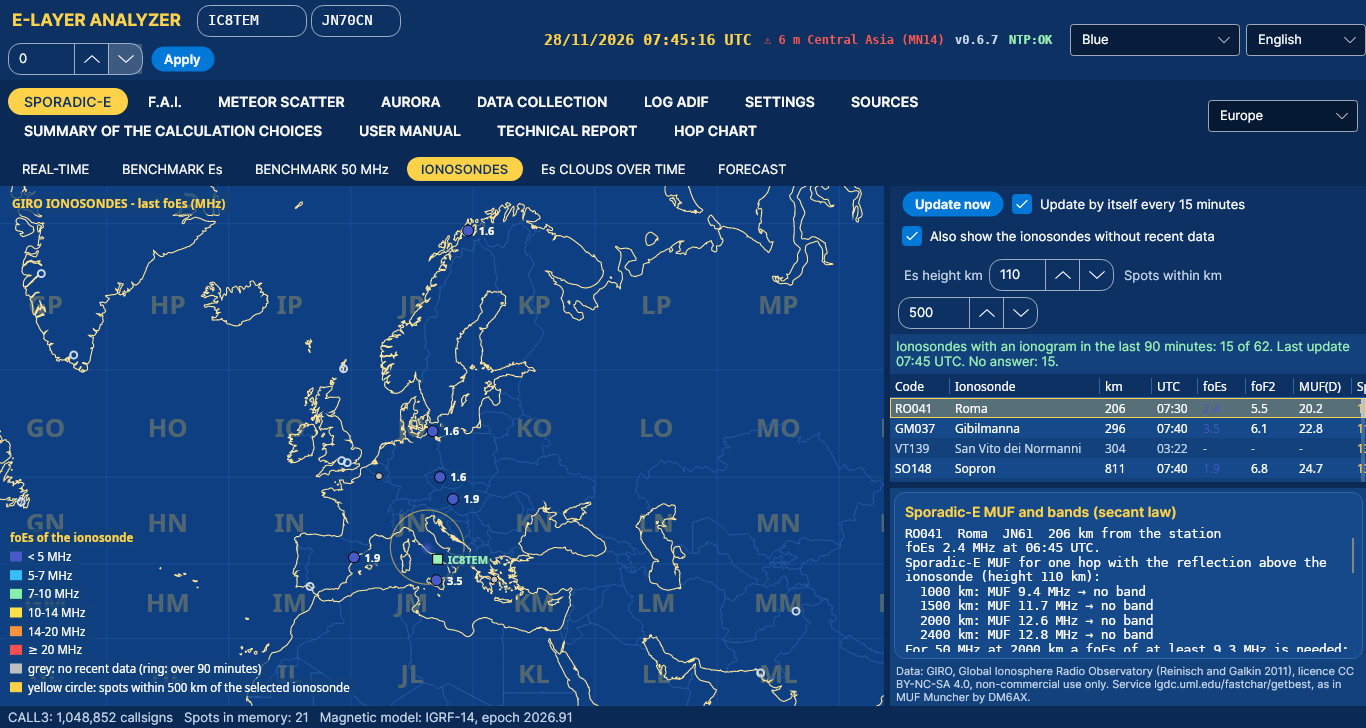 E-LAYER ANALYZER IC8TEM JN70CN
28/11/2026 07:45:16 UTC ⚠ 6 m Central Asia (MN14) v0.6.7 NTP:OK Blue English
0 Apply
SPORADIC-E F.A.I. METEOR SCATTER AURORA DATA COLLECTION LOG ADIF SETTINGS SOURCES
SUMMARY OF THE CALCULATION CHOICES USER MANUAL TECHNICAL REPORT HOP CHART
Europe
REAL-TIME BENCHMARK Es BENCHMARK 50 MHz IONOSONDES Es CLOUDS OVER TIME FORECAST
GIRO IONOSONDES - last foEs (MHz)
1.6
GP HP IP JP KP LP MP
GO HO IO JO KO LO MO
1.6
1.6
1.9
GN HN IN JN KN LN MN
1.9
IC8TEM
3.5
HM IM JM KM LM MM
IL JL KL LL
foEs of the ionosonde
< 5 MHz
5-7 MHz
7-10 MHz
10-14 MHz
14-20 MHz
≥ 20 MHz
grey: no recent data (ring: over 90 minutes)
yellow circle: spots within 500 km of the selected ionosonde
Update now Update by itself every 15 minutes
Also show the ionosondes without recent data
Es height km 110 Spots within km
500
Ionosondes with an ionogram in the last 90 minutes: 15 of 62. Last update
07:45 UTC. No answer: 15.
Code Ionosonde km UTC foEs foF2 MUF(D) Sp
RO041 Roma 206 07:30 5.5 20.2
GM037 Gibilmanna 296 07:40 3.5 6.1 22.8
VT139 San Vito dei Normanni 304 03:22 - - -
SO148 Sopron 811 07:40 1.9 6.8 24.7
Sporadic-E MUF and bands (secant law)
RO041 Roma JN61 206 km from the station
foEs 2.4 MHz at 06:45 UTC.
Sporadic-E MUF for one hop with the reflection above the
ionosonde (height 110 km):
1000 km: MUF 9.4 MHz → no band
1500 km: MUF 11.7 MHz → no band
2000 km: MUF 12.6 MHz → no band
2400 km: MUF 12.8 MHz → no band
For 50 MHz at 2000 km a foEs of at least 9.3 MHz is needed;
Data: GIRO, Global Ionosphere Radio Observatory (Reinisch and Galkin 2011), licence CC
BY-NC-SA 4.0, non-commercial use only. Service lgdc.uml.edu/fastchar/getbest, as in
MUF Muncher by DM6AX.
CALL3: 1,048,852 callsigns Spots in memory: 21 Magnetic model: IGRF-14, epoch 2026.91